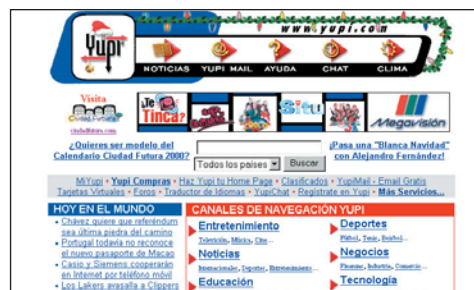 www.yupi.com
Yupi
NOTICIAS YUPI MAIL AYUDA CHAT CLIMA
Visita
Ciudad Futura
ciudadfutura.com
¿Te Tinca?
Situ
Megavisión
¿Quieres ser modelo del
Calendario Ciudad Futura 2000?
Todos los países Buscar
¡Pasa una "Blanca Navidad"
con Alejandro Fernández!
MiYupi • Yupi Compras • Haz Yupi tu Home Page • Clasificados • YupiMail - Email Gratis
Tarjetas Virtuales • Foros • Traductor de Idiomas • YupiChat • Regístrate en Yupi • Más Servicios...
HOY EN EL MUNDO
• Chávez quiere que referéndum
sea última piedra del camino
• Portugal todavía no reconoce
el nuevo pasaporte de Macao
• Casio y Siemens cooperarán
en Internet por teléfono móvil
• Los Lakers avasalla a Clippers
CANALES DE NAVEGACIÓN YUPI
Entretenimiento
Televisión, Música, Cine...
Noticias
Internacionales, Deportes, Entretenimiento...
Educación
Deportes
Fútbol, Tenis, Beisbol...
Negocios
Finanzas, Industria, Comercio...
Tecnología